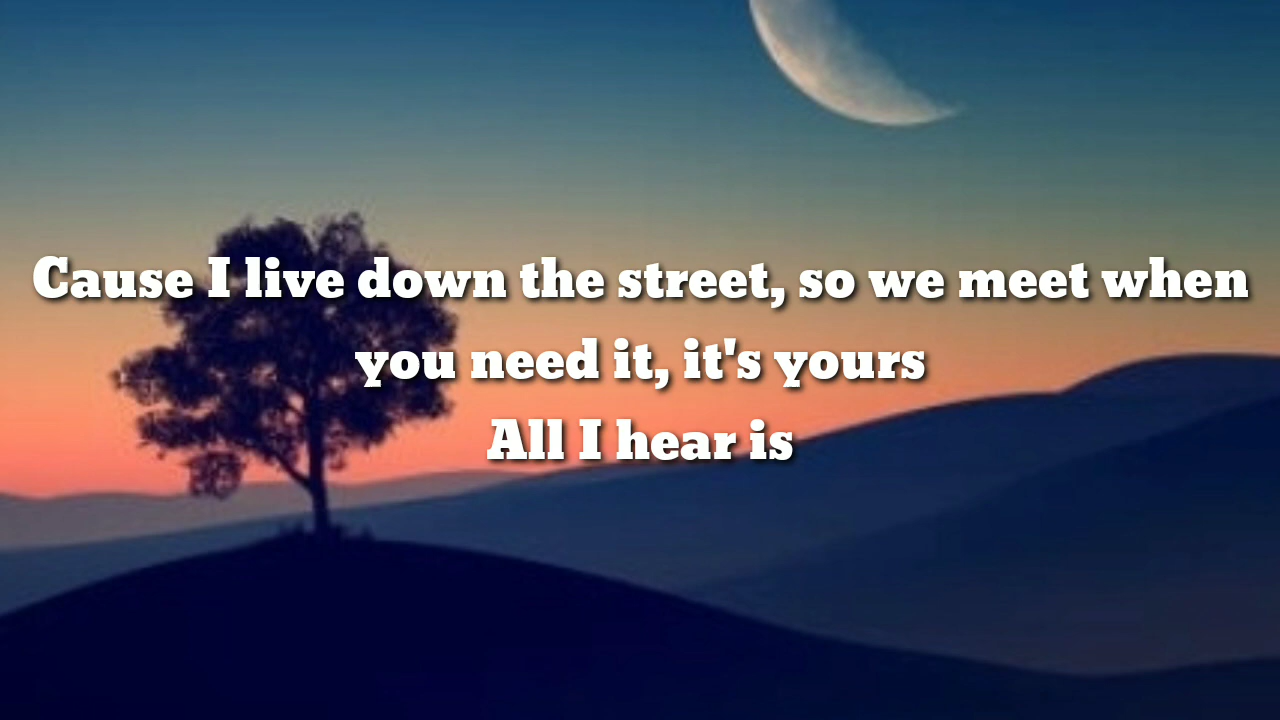 Cause I live down the street, so we meet when
you need it, it's yours
All I hear is